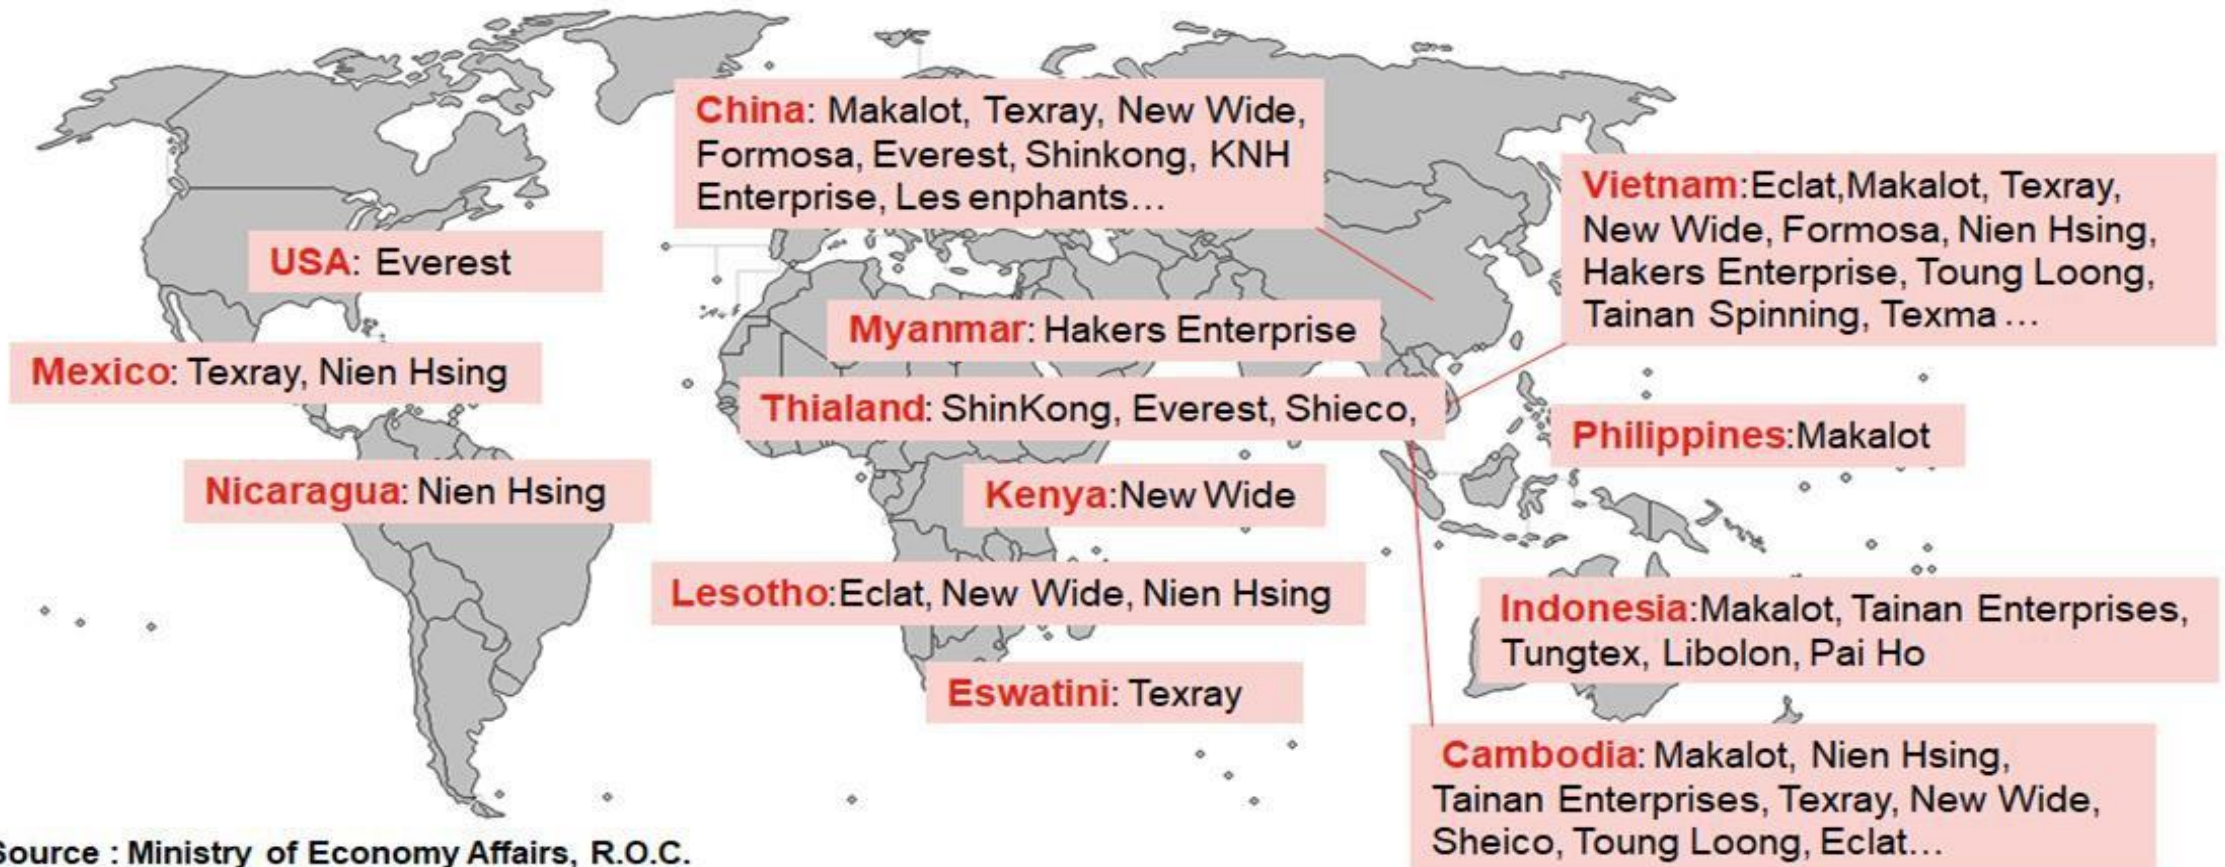 China: Makalot, Texray, New Wide,
Formosa, Everest, Shinkong, KNH
Enterprise, Les enphants…
Vietnam:Eclat,Makalot, Texray,
New Wide, Formosa, Nien Hsing,
Hakers Enterprise, Toung Loong,
Tainan Spinning, Texma …
USA: Everest
Myanmar: Hakers Enterprise
Mexico: Texray, Nien Hsing
Thialand: ShinKong, Everest, Shieco,
Philippines:Makalot
Nicaragua: Nien Hsing
Kenya:New Wide
Lesotho:Eclat, New Wide, Nien Hsing
Indonesia:Makalot, Tainan Enterprises,
Tungtex, Libolon, Pai Ho
Eswatini: Texray
Cambodia: Makalot, Nien Hsing,
Tainan Enterprises, Texray, New Wide,
Sheico, Toung Loong, Eclat…
Source : Ministry of Economy Affairs, R.O.C.